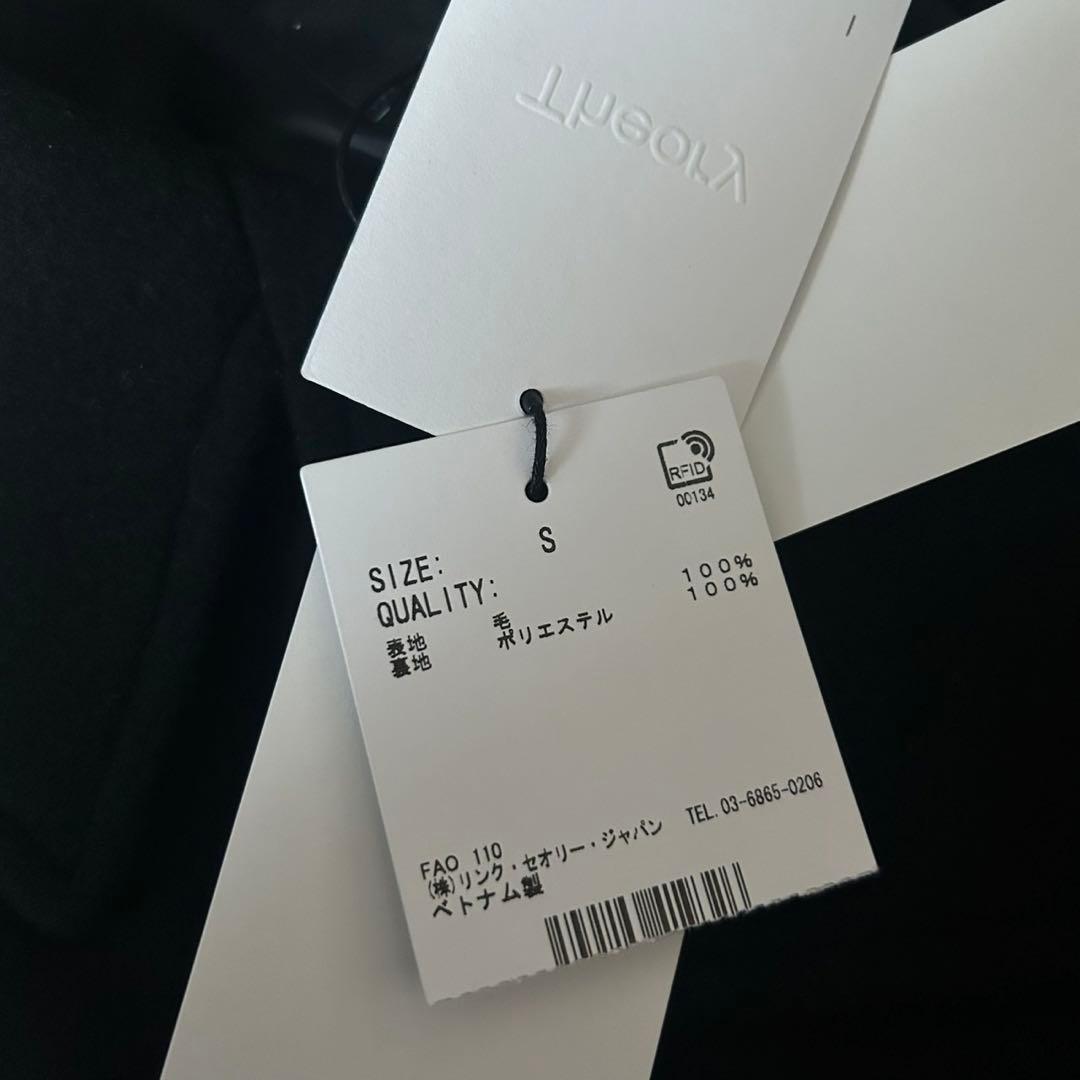 Theory
RFID
00134
SIZE: S
QUALITY:
表地 毛 100%
裏地 ポリエステル 100%
FAO 110
(株)リンク・セオリー・ジャパン TEL.03-6865-0206
ベトナム製